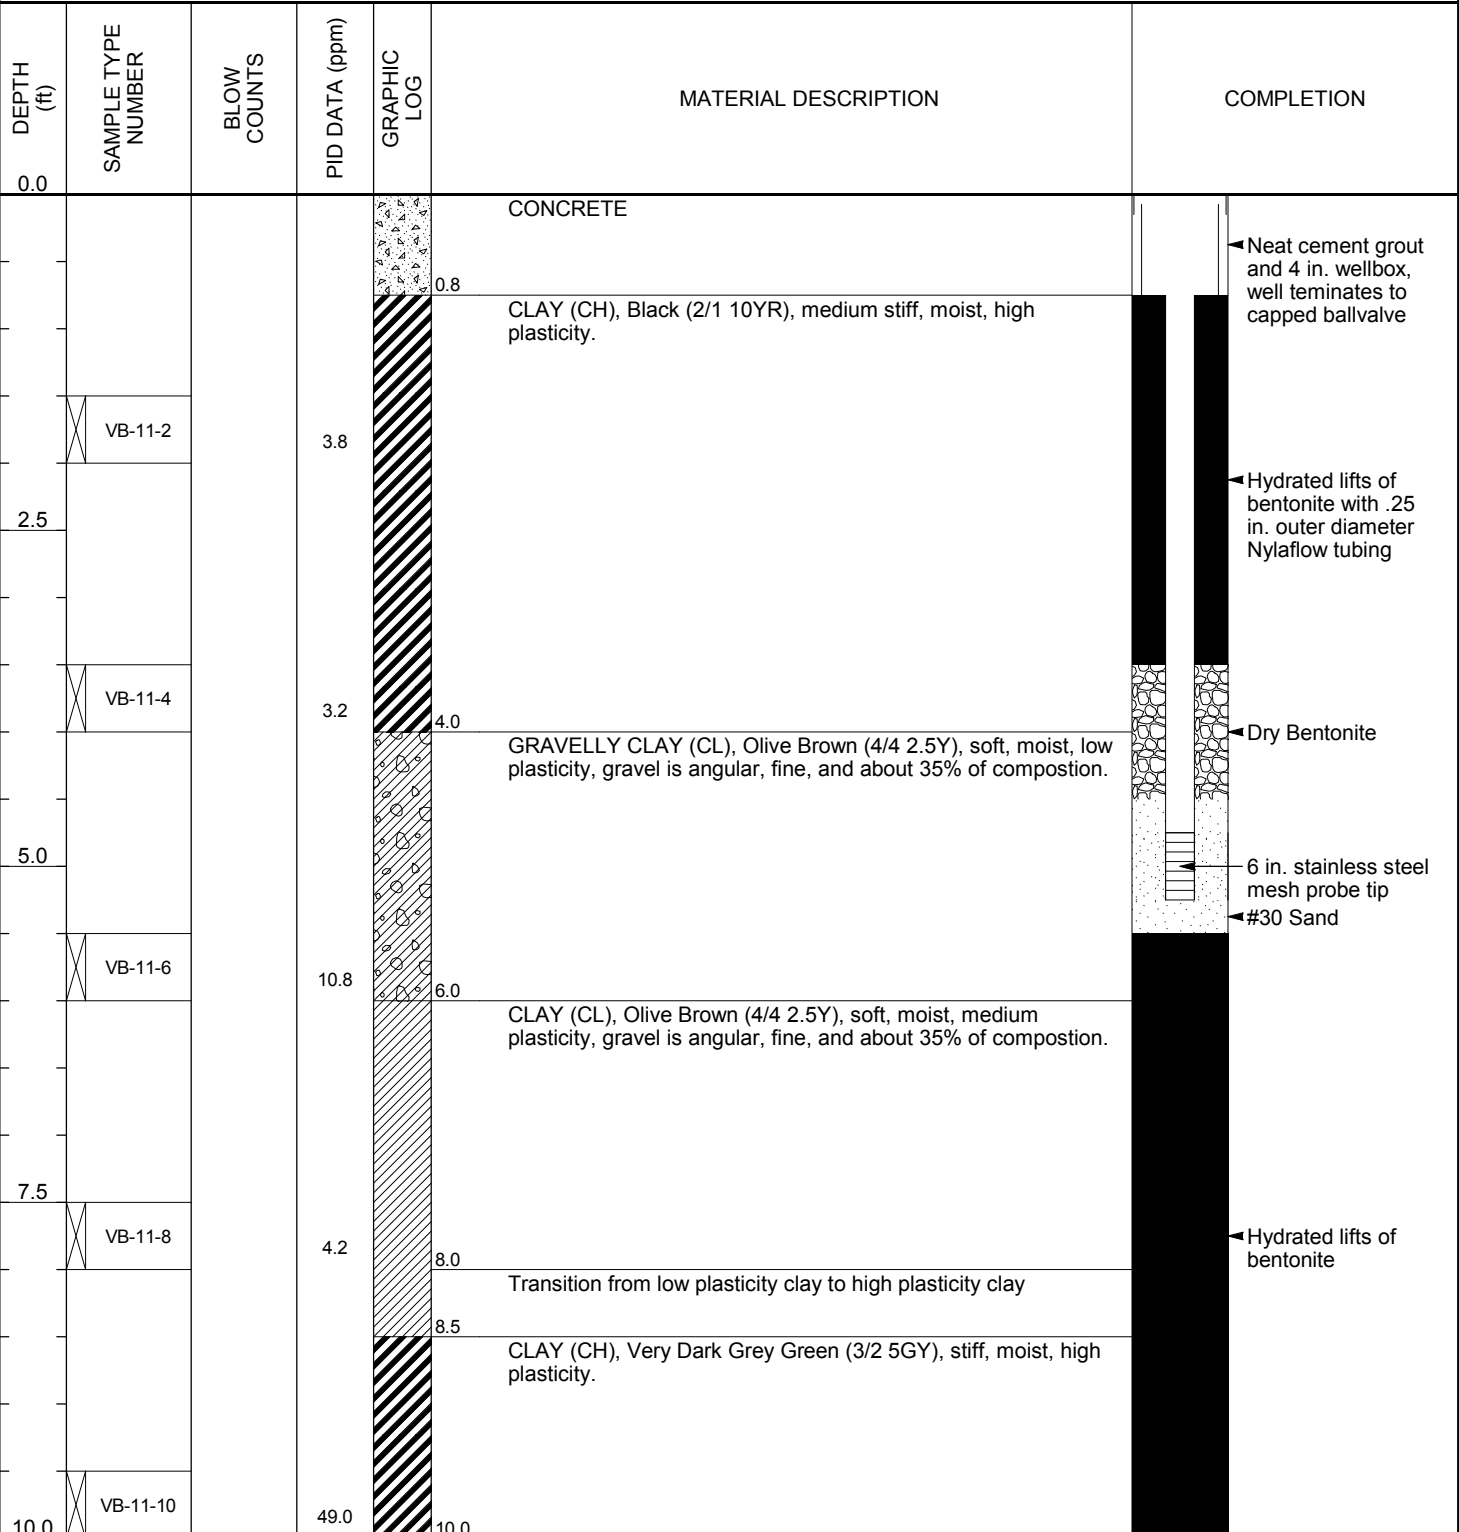 DEPTH
(ft)
SAMPLE TYPE
NUMBER
BLOW
COUNTS
PID DATA (ppm)
GRAPHIC
LOG
MATERIAL DESCRIPTION
COMPLETION
0.0
CONCRETE
Neat cement grout
and 4 in. wellbox,
well teminates to
capped ballvalve
0.8
CLAY (CH), Black (2/1 10YR), medium stiff, moist, high
plasticity.
VB-11-2
3.8
Hydrated lifts of
bentonite with .25
in. outer diameter
Nylaflow tubing
2.5
VB-11-4
3.2
4.0
Dry Bentonite
GRAVELLY CLAY (CL), Olive Brown (4/4 2.5Y), soft, moist, low
plasticity, gravel is angular, fine, and about 35% of compostion.
5.0
6 in. stainless steel
mesh probe tip
#30 Sand
VB-11-6
10.8
6.0
CLAY (CL), Olive Brown (4/4 2.5Y), soft, moist, medium
plasticity, gravel is angular, fine, and about 35% of compostion.
7.5
VB-11-8
4.2
Hydrated lifts of
bentonite
8.0
Transition from low plasticity clay to high plasticity clay
8.5
CLAY (CH), Very Dark Grey Green (3/2 5GY), stiff, moist, high
plasticity.
VB-11-10
49.0
10.0
10.0